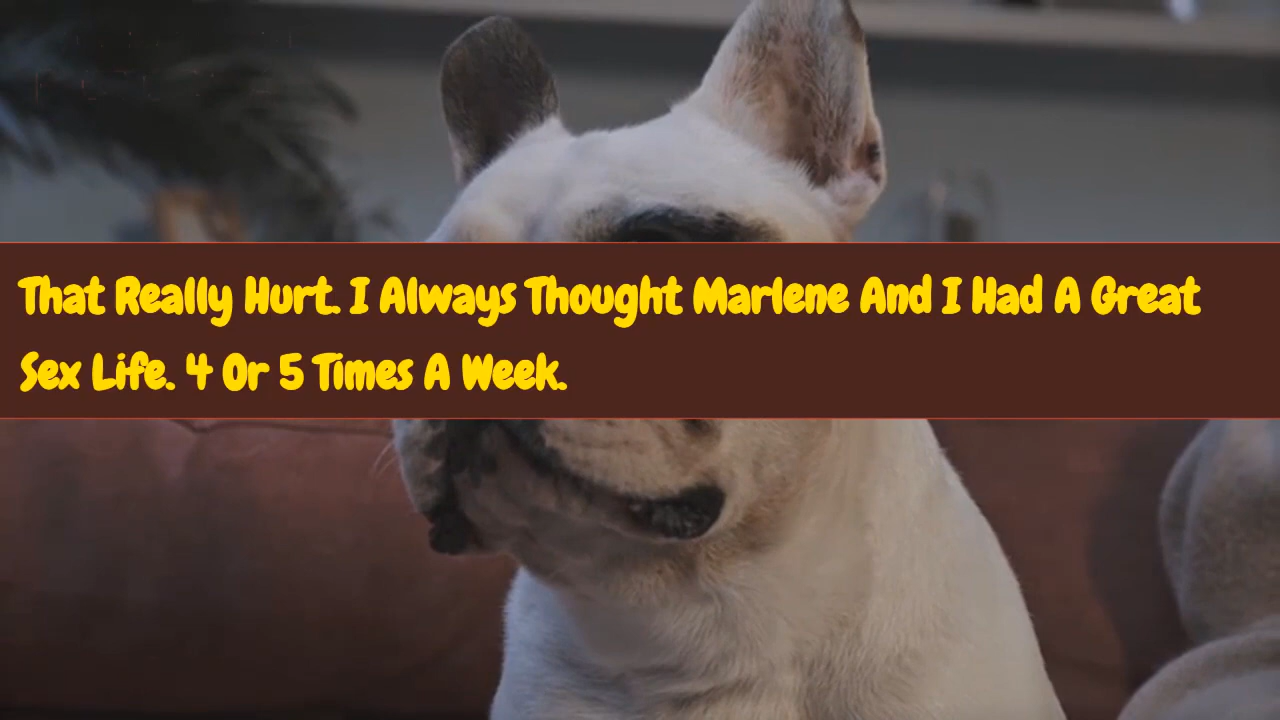 That Really Hurt. I Always Thought Marlene And I Had A Great
Sex Life. 4 Or 5 Times A Week.